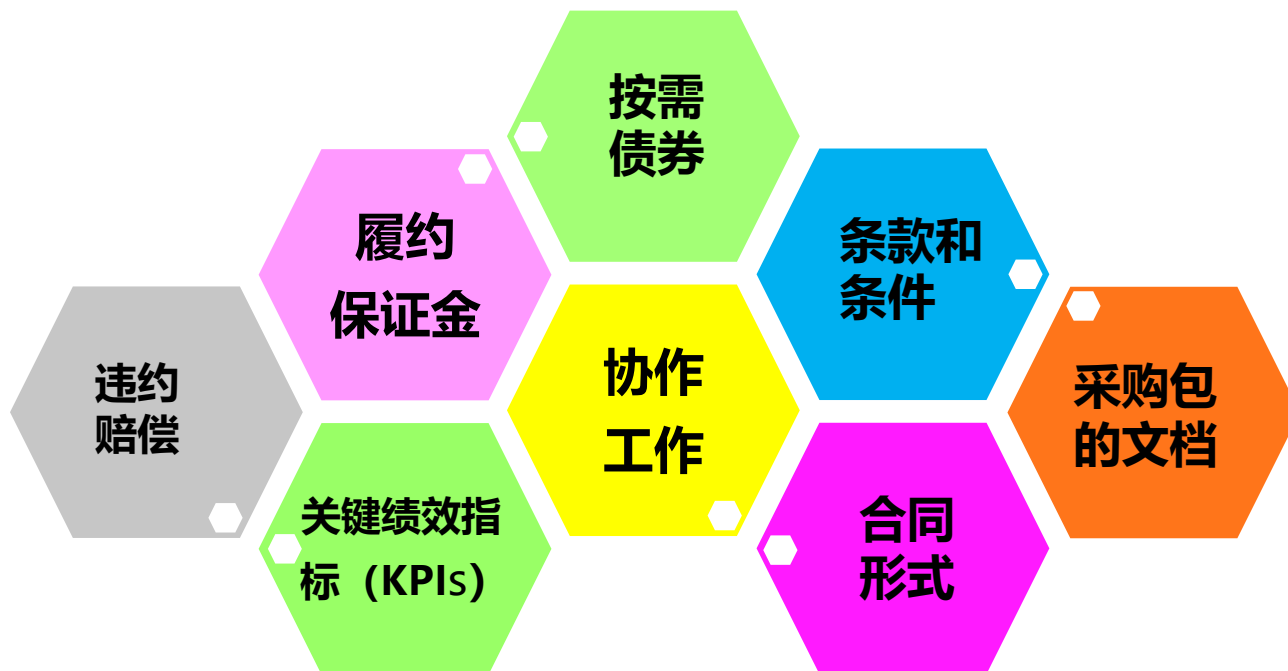 按需
债券
履约
保证金
条款和
条件
违约
赔偿
协作
工作
采购包
的文档
关键绩效指
标（KPIs）
合同
形式